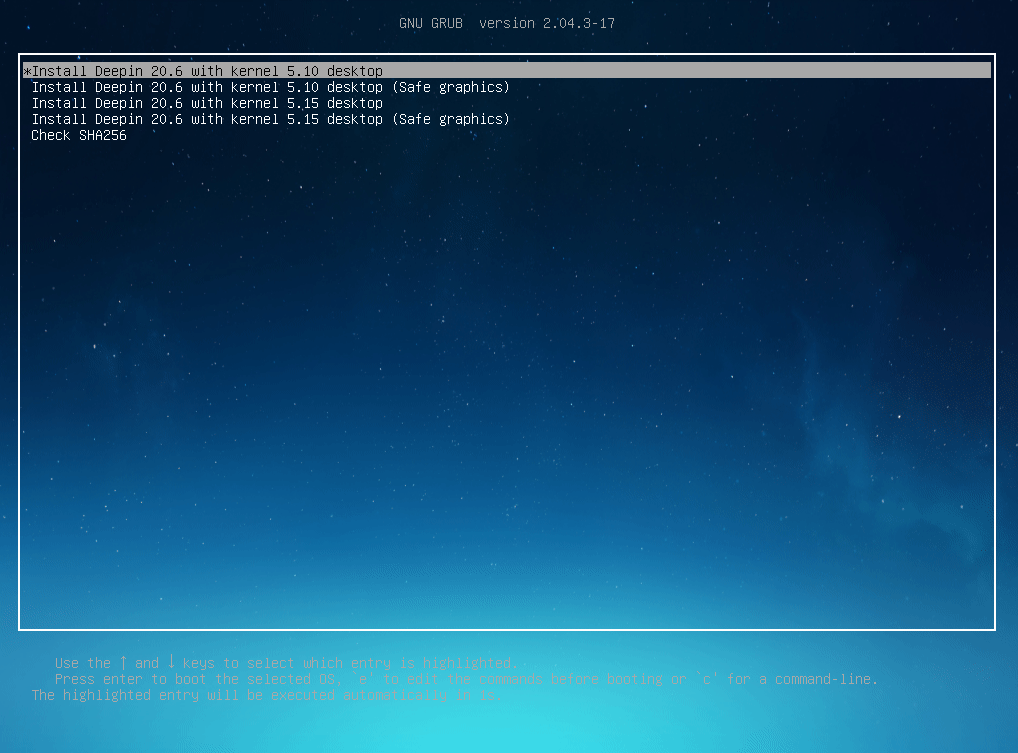 GNU GRUB  version 2.04.3-17
*Install Deepin 20.6 with kernel 5.10 desktop
Install Deepin 20.6 with kernel 5.10 desktop (Safe graphics)
Install Deepin 20.6 with kernel 5.15 desktop
Install Deepin 20.6 with kernel 5.15 desktop (Safe graphics)
Check SHA256
Use the ↑ and ↓ keys to select which entry is highlighted.
Press enter to boot the selected OS, `e' to edit the commands before booting or `c' for a command-line.
The highlighted entry will be executed automatically in